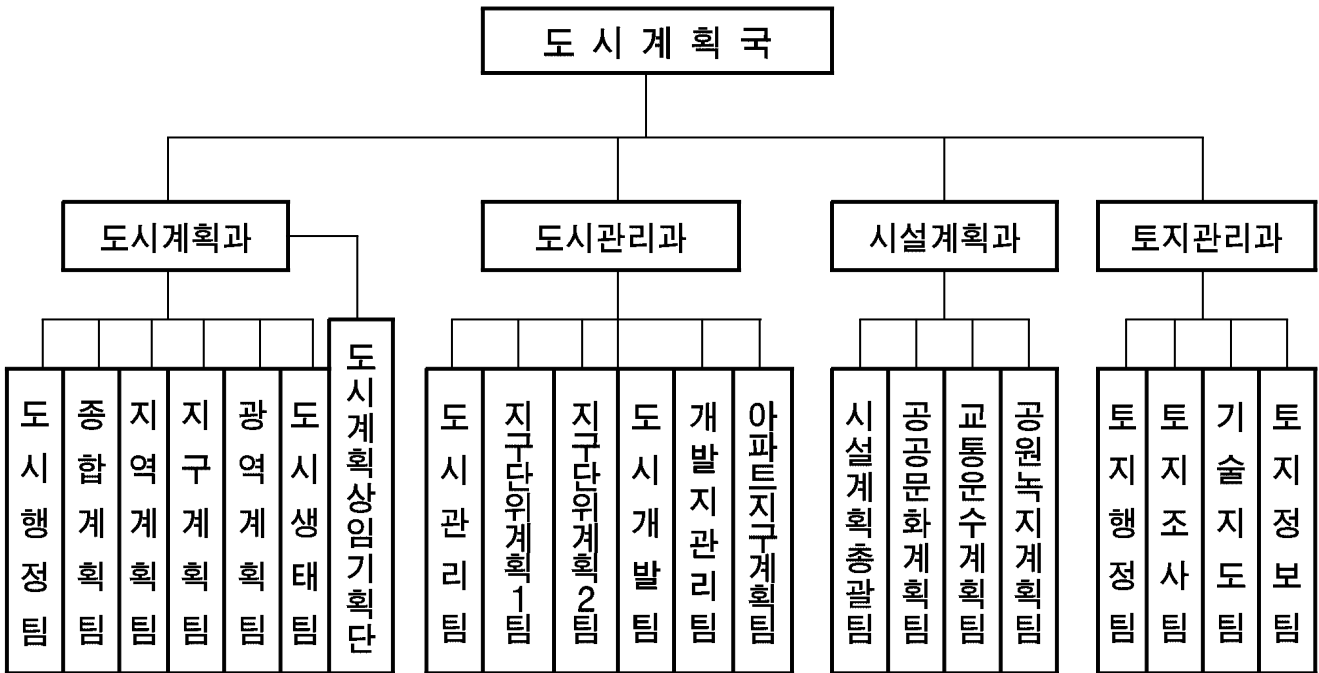 도시계획국
도시계획과
도시관리과
시설계획과
토지관리과
도시행정팀
종합계획팀
지역계획팀
지구계획팀
광역계획팀
도시생태팀
도시계획상임기획단
도시관리팀
지구단위계획1팀
지구단위계획2팀
도시개발팀
개발지관리팀
아파트지구계획팀
시설계획총괄팀
공공문화계획팀
교통운수계획팀
공원녹지계획팀
토지행정팀
토지조사팀
기술지도팀
토지정보팀